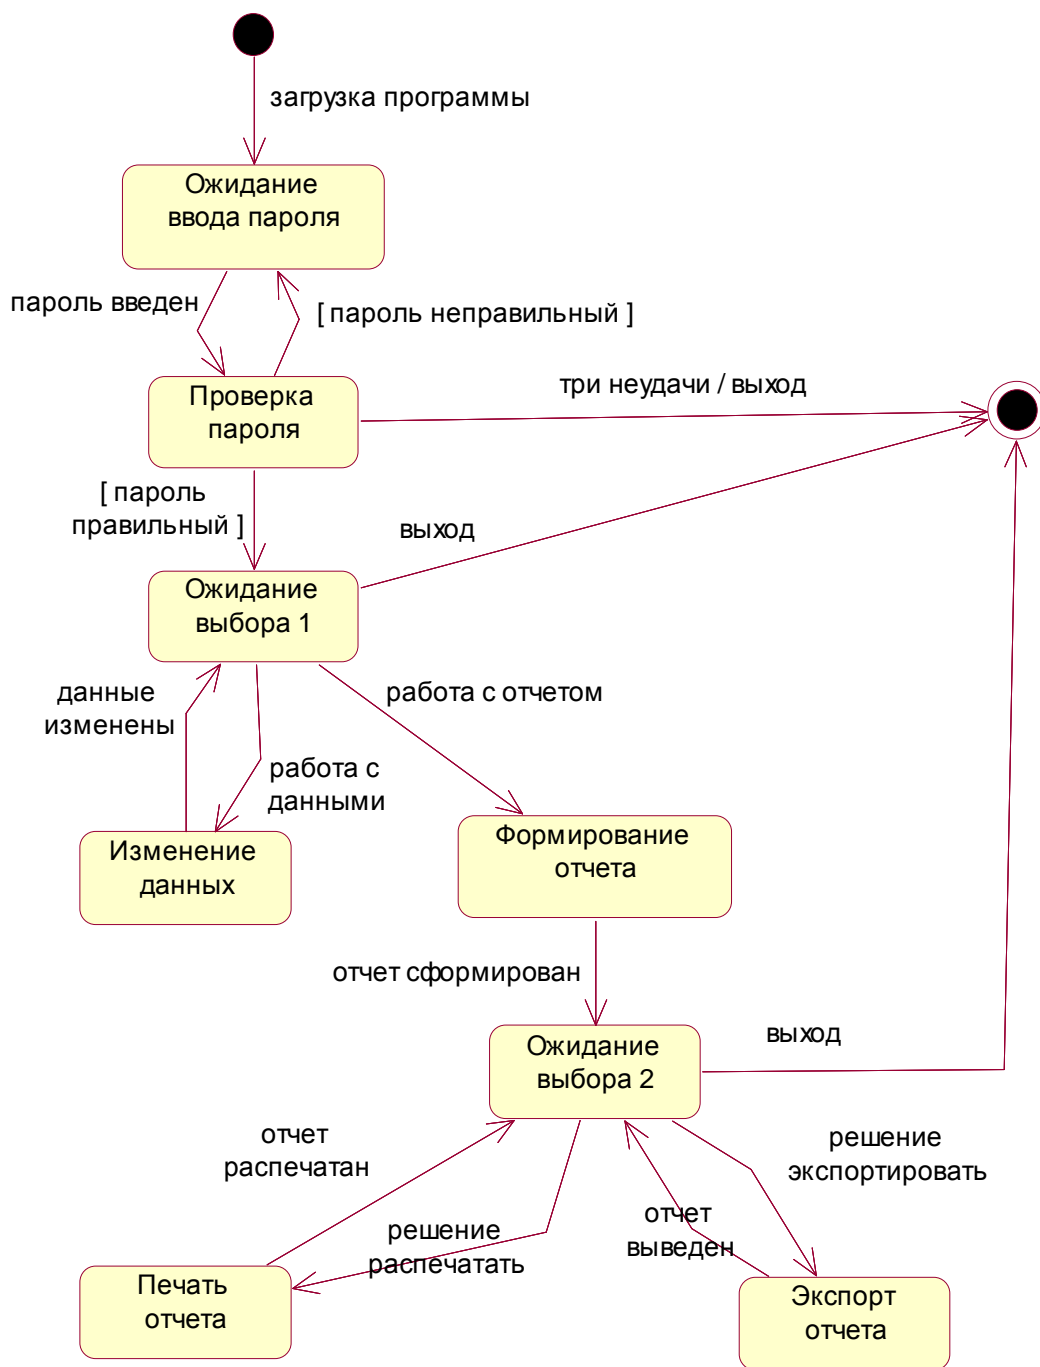 загрузка программы
Ожидание
ввода пароля
пароль введен
[ пароль неправильный ]
Проверка
пароля
три неудачи / выход
[ пароль
правильный ]
выход
Ожидание
выбора 1
данные
изменены
работа с отчетом
работа с
данными
Изменение
данных
Формирование
отчета
отчет сформирован
Ожидание
выбора 2
выход
отчет
распечатан
решение
экспортировать
решение
распечатать
отчет
выведен
Печать
отчета
Экспорт
отчета